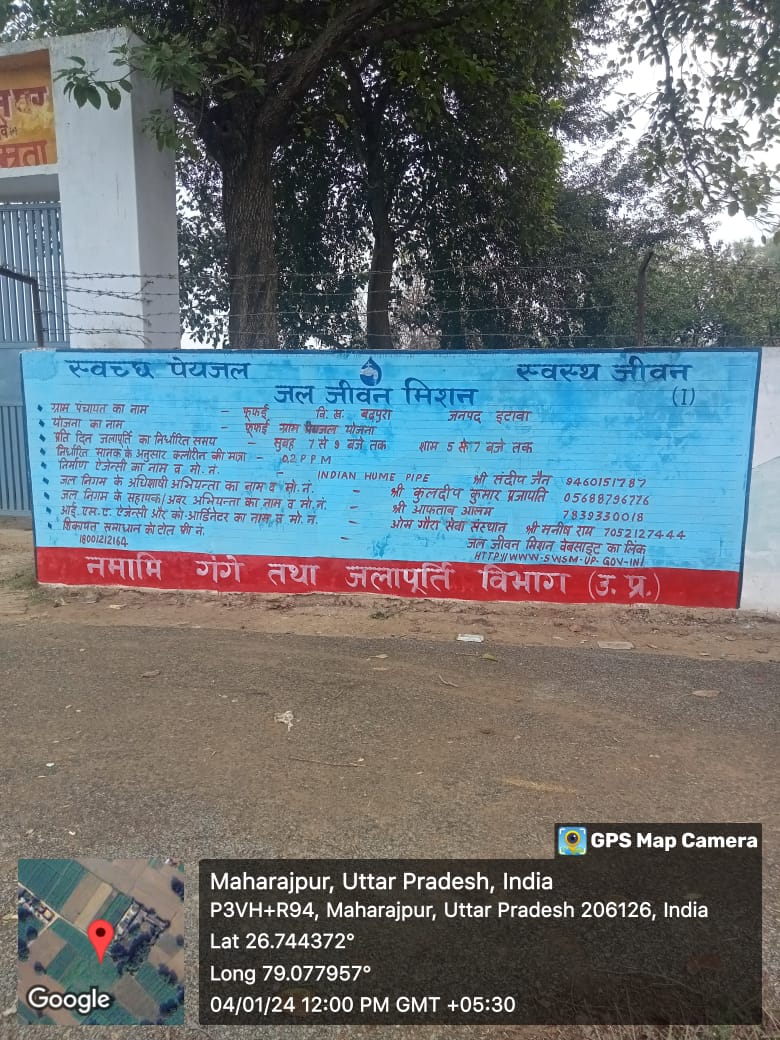 म्रता
स्वच्छ पेयजल स्वस्थ जीवन
जल जीवन मिशन (I)
ग्राम पंचायत का नाम - फूफई वि.ख. बढ़पुरा जनपद इटावा
योजना का नाम - फूफई ग्राम पेयजल योजना
प्रति दिन जलापूर्ति का निर्धारित समय - सुबह 7 से 9 बजे तक शाम 5 से 7 बजे तक
निर्धारित मानक के अनुसार क्लोरीन की मात्रा - 0.2 P.P.M
निर्माण ऐजेन्सी का नाम व मो. नं. - INDIAN HUME PIPE श्री संदीप जैन 9460151787
जल निगम के अधिशाषी अभियन्ता का नाम व मो. नं. - श्री कुलदीप कुमार प्रजापति 05688796776
जल निगम के सहायक/अवर अभियन्ता का नाम व मो. नं. - श्री आफताब आलम 7839330018
आई. एस. ए. ऐजेन्सी और को-आर्डिनेटर का नाम व मो. नं. - ओम गौरा सेवा संस्थान श्री मनीष राय 7052127444
शिकायत समाधान को टोल फ्री नं. - जल जीवन मिशन वेबसाइट का लिंक
18001212164 HTTP//WWW-SWSM-UP-GOV-IN/
नमामि गंगे तथा जलापूर्ति विभाग (उ.प्र.)
GPS Map Camera
Maharajpur, Uttar Pradesh, India
P3VH+R94, Maharajpur, Uttar Pradesh 206126, India
Lat 26.744372°
Long 79.077957°
04/01/24 12:00 PM GMT +05:30
Google